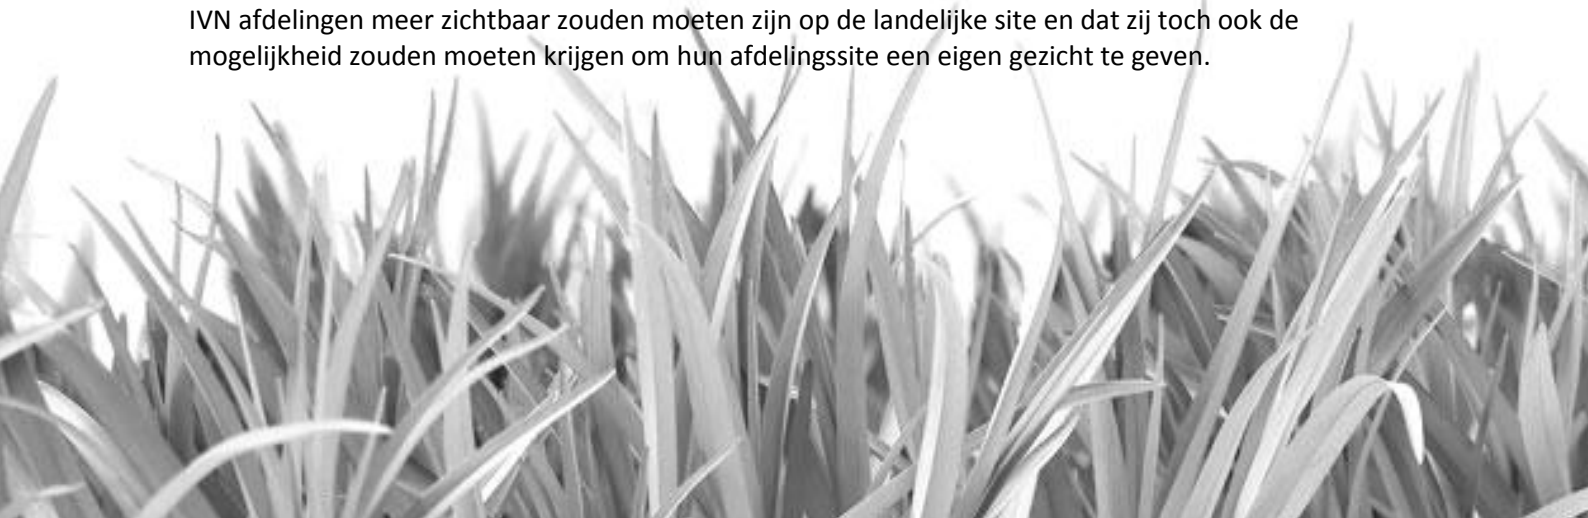 IVN afdelingen meer zichtbaar zouden moeten zijn op de landelijke site en dat zij toch ook de
mogelijkheid zouden moeten krijgen om hun afdelingssite een eigen gezicht te geven.